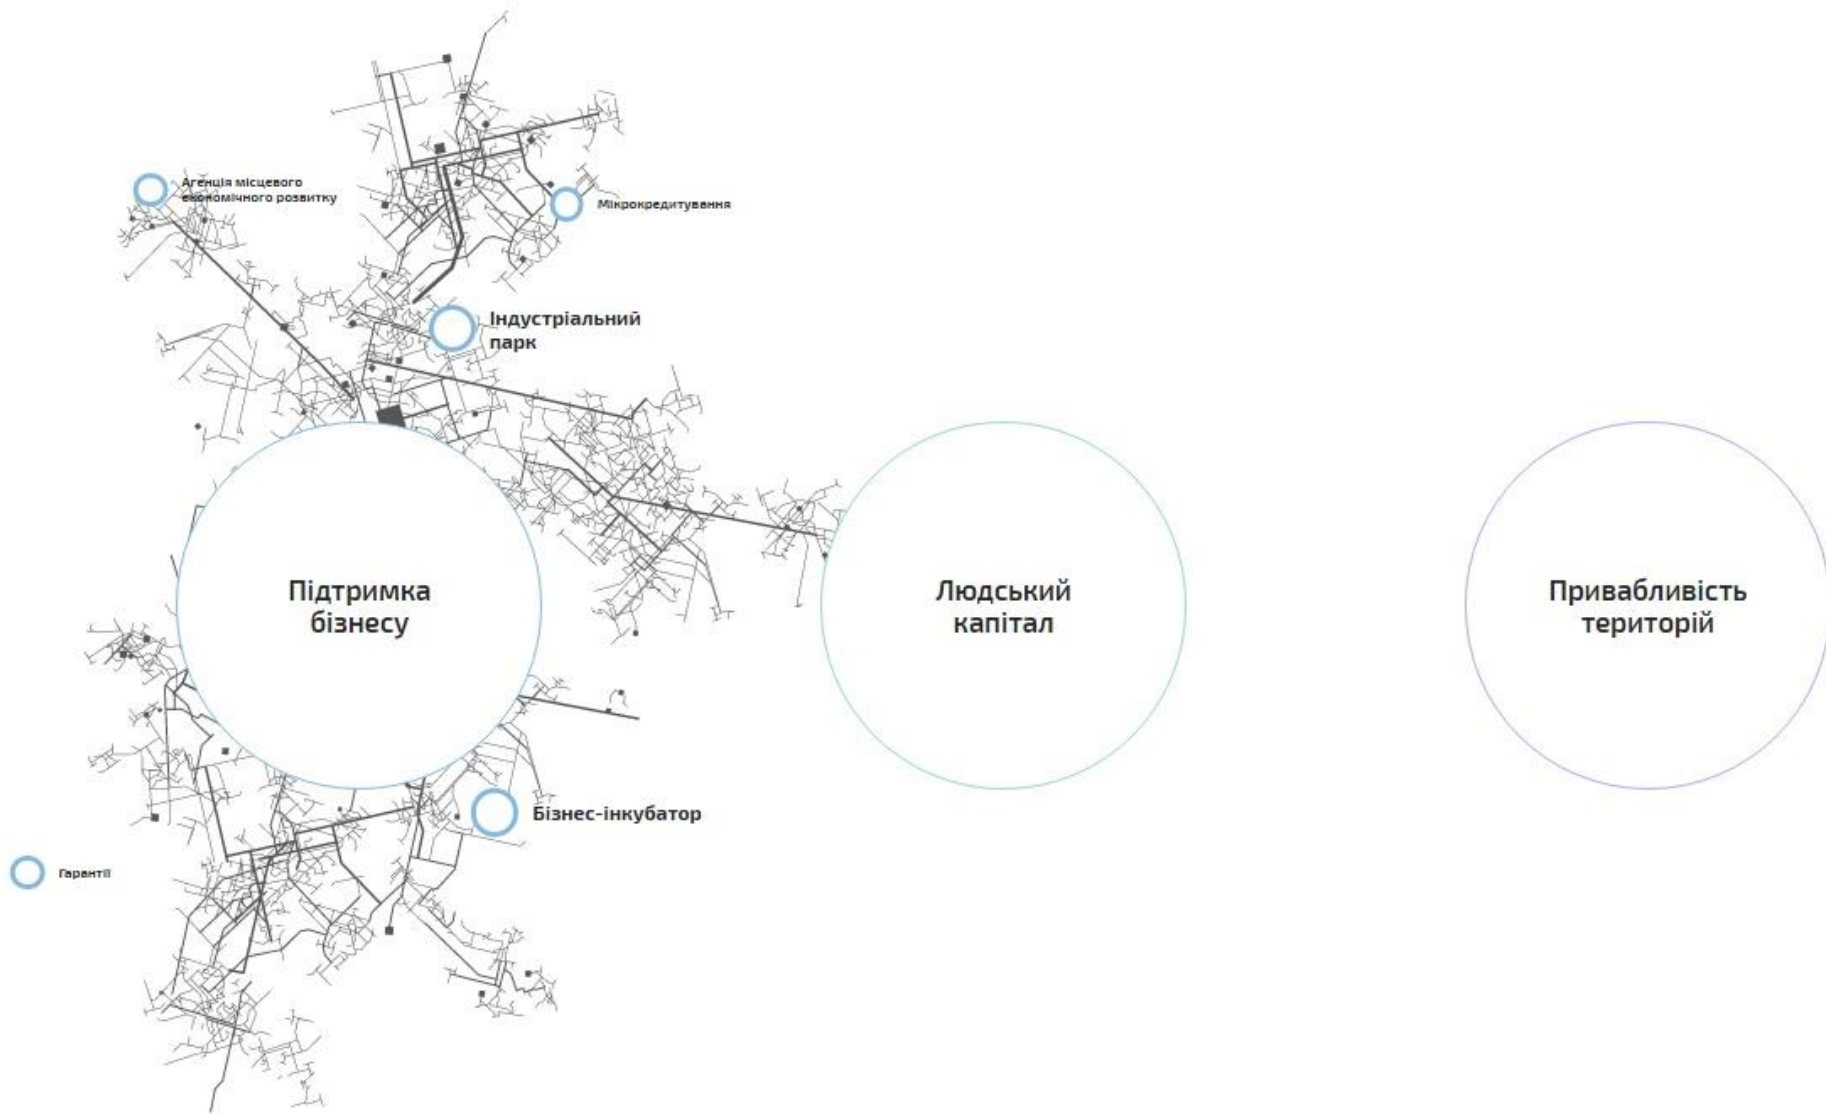 Агенція місцевого
економічного розвитку
Мікрокредитування
Індустріальний
парк
Підтримка
бізнесу
Людський
капітал
Привабливість
територій
Бізнес-інкубатор
Гарантії